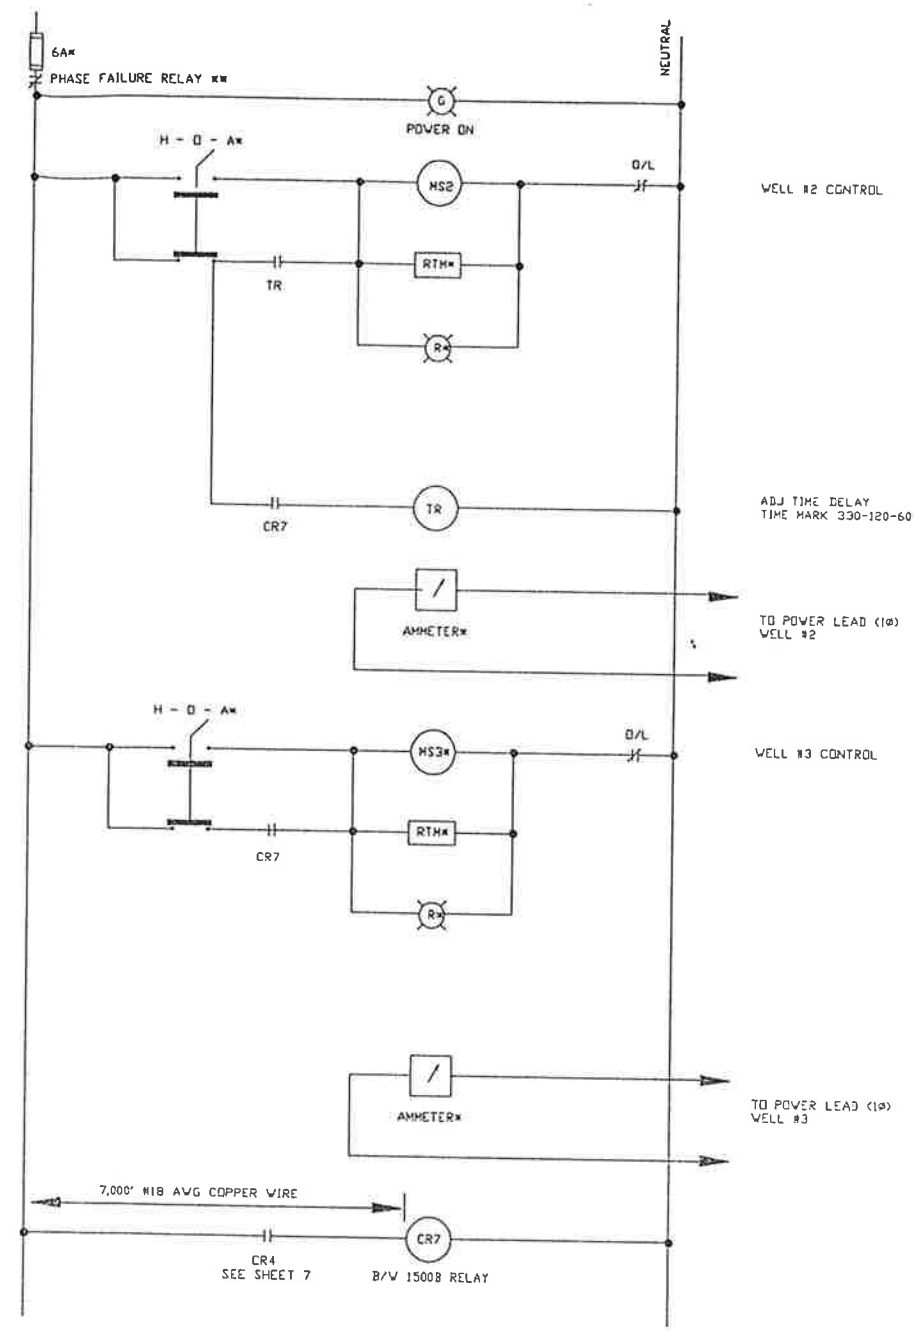 6A*
NEUTRAL
PHASE FAILURE RELAY **
G
POWER ON
H - O - A*
O/L
MS2
WELL #2 CONTROL
RTM*
TR
R*
TR
CR7
ADJ TIME DELAY
TIME MARK 330-120-60
AMMETER*
TO POWER LEAD (1Ø)
WELL #2
H - O - A*
O/L
MS3*
WELL #3 CONTROL
RTM*
CR7
R*
AMMETER*
TO POWER LEAD (1Ø)
WELL #3
7,000' #18 AWG COPPER WIRE
CR7
CR4
SEE SHEET 7
B/W 1500B RELAY